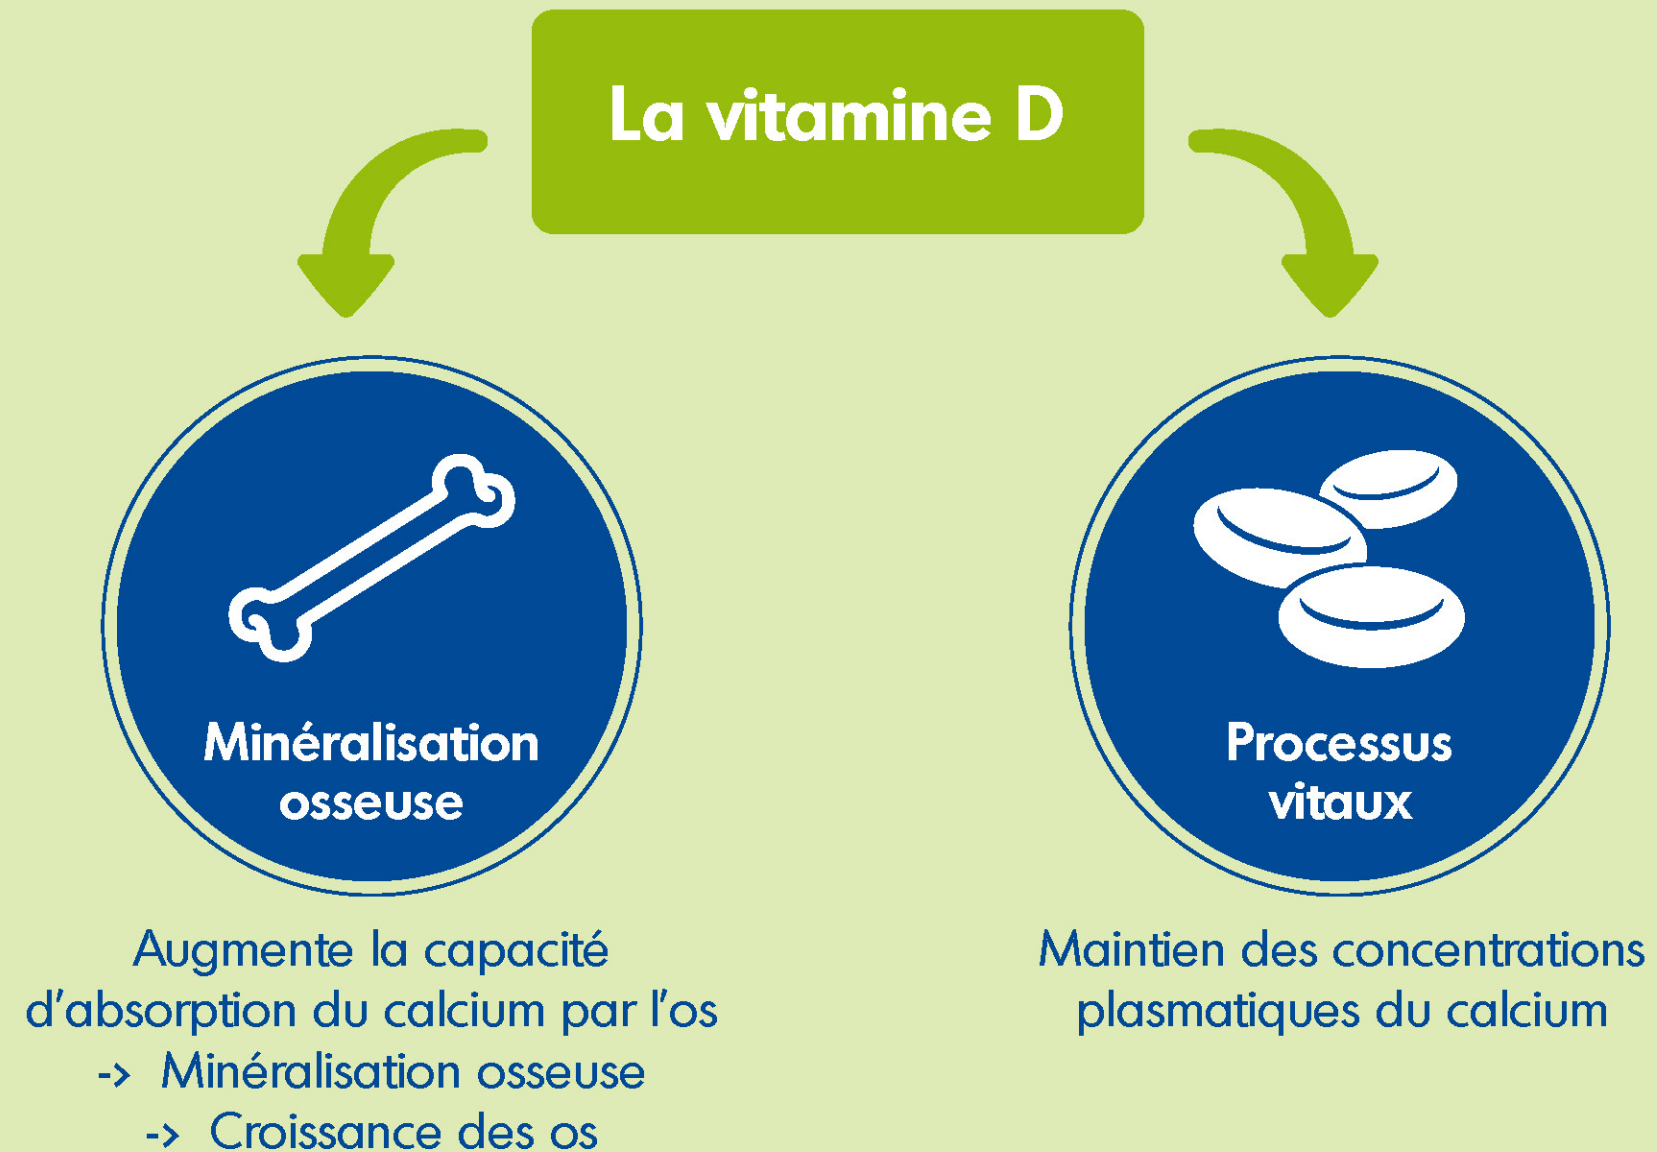 La vitamine D
Minéralisation
osseuse
Augmente la capacité
d'absorption du calcium par l'os
-> Minéralisation osseuse
-> Croissance des os
Processus
vitaux
Maintien des concentrations
plasmatiques du calcium